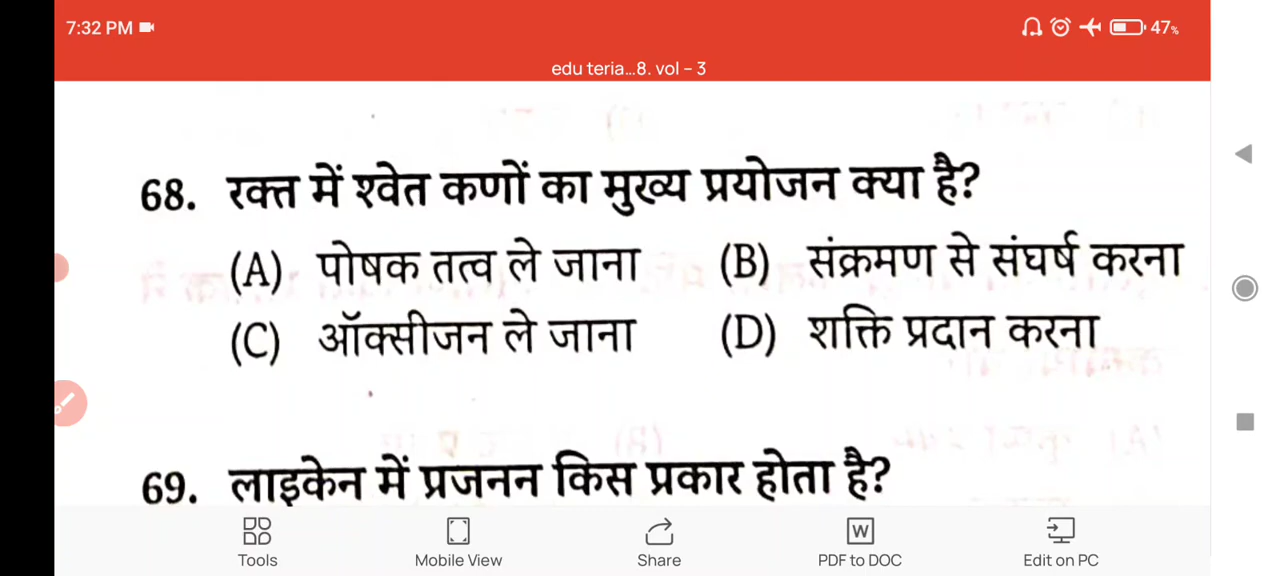 7:32 PM
47%
edu teria...8. vol – 3
68. रक्त में श्वेत कणों का मुख्य प्रयोजन क्या है?
(A) पोषक तत्व ले जाना (B) संक्रमण से संघर्ष करना
(C) ऑक्सीजन ले जाना (D) शक्ति प्रदान करना
69. लाइकेन में प्रजनन किस प्रकार होता है?
W
Tools Mobile View Share PDF to DOC Edit on PC